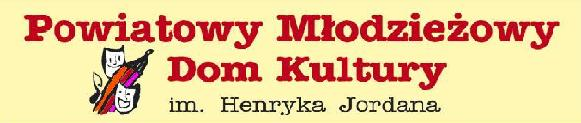 Powiatowy Młodzieżowy
Dom Kultury
im. Henryka Jordana